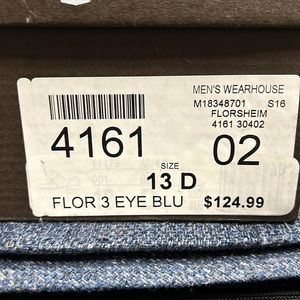 MEN'S WEARHOUSE
M18348701 S16
FLORSHEIM
4161 30402
4161 02
SIZE
13 D
FLOR 3 EYE BLU $124.99